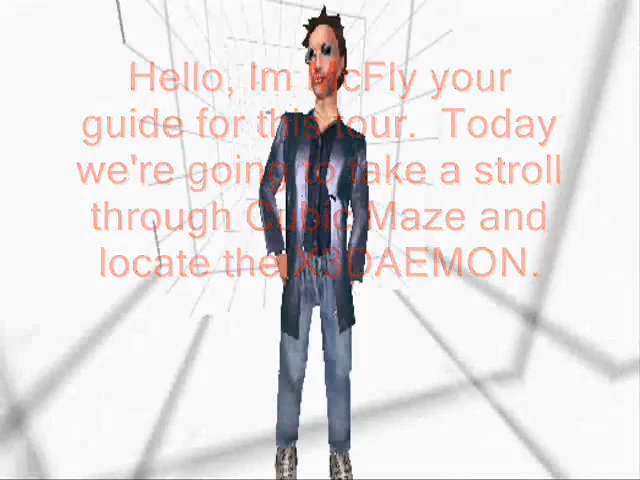 Hello, Im McFly your
guide for this tour.  Today
we're going to take a stroll
through Cubic Maze and
locate the X3DAEMON.